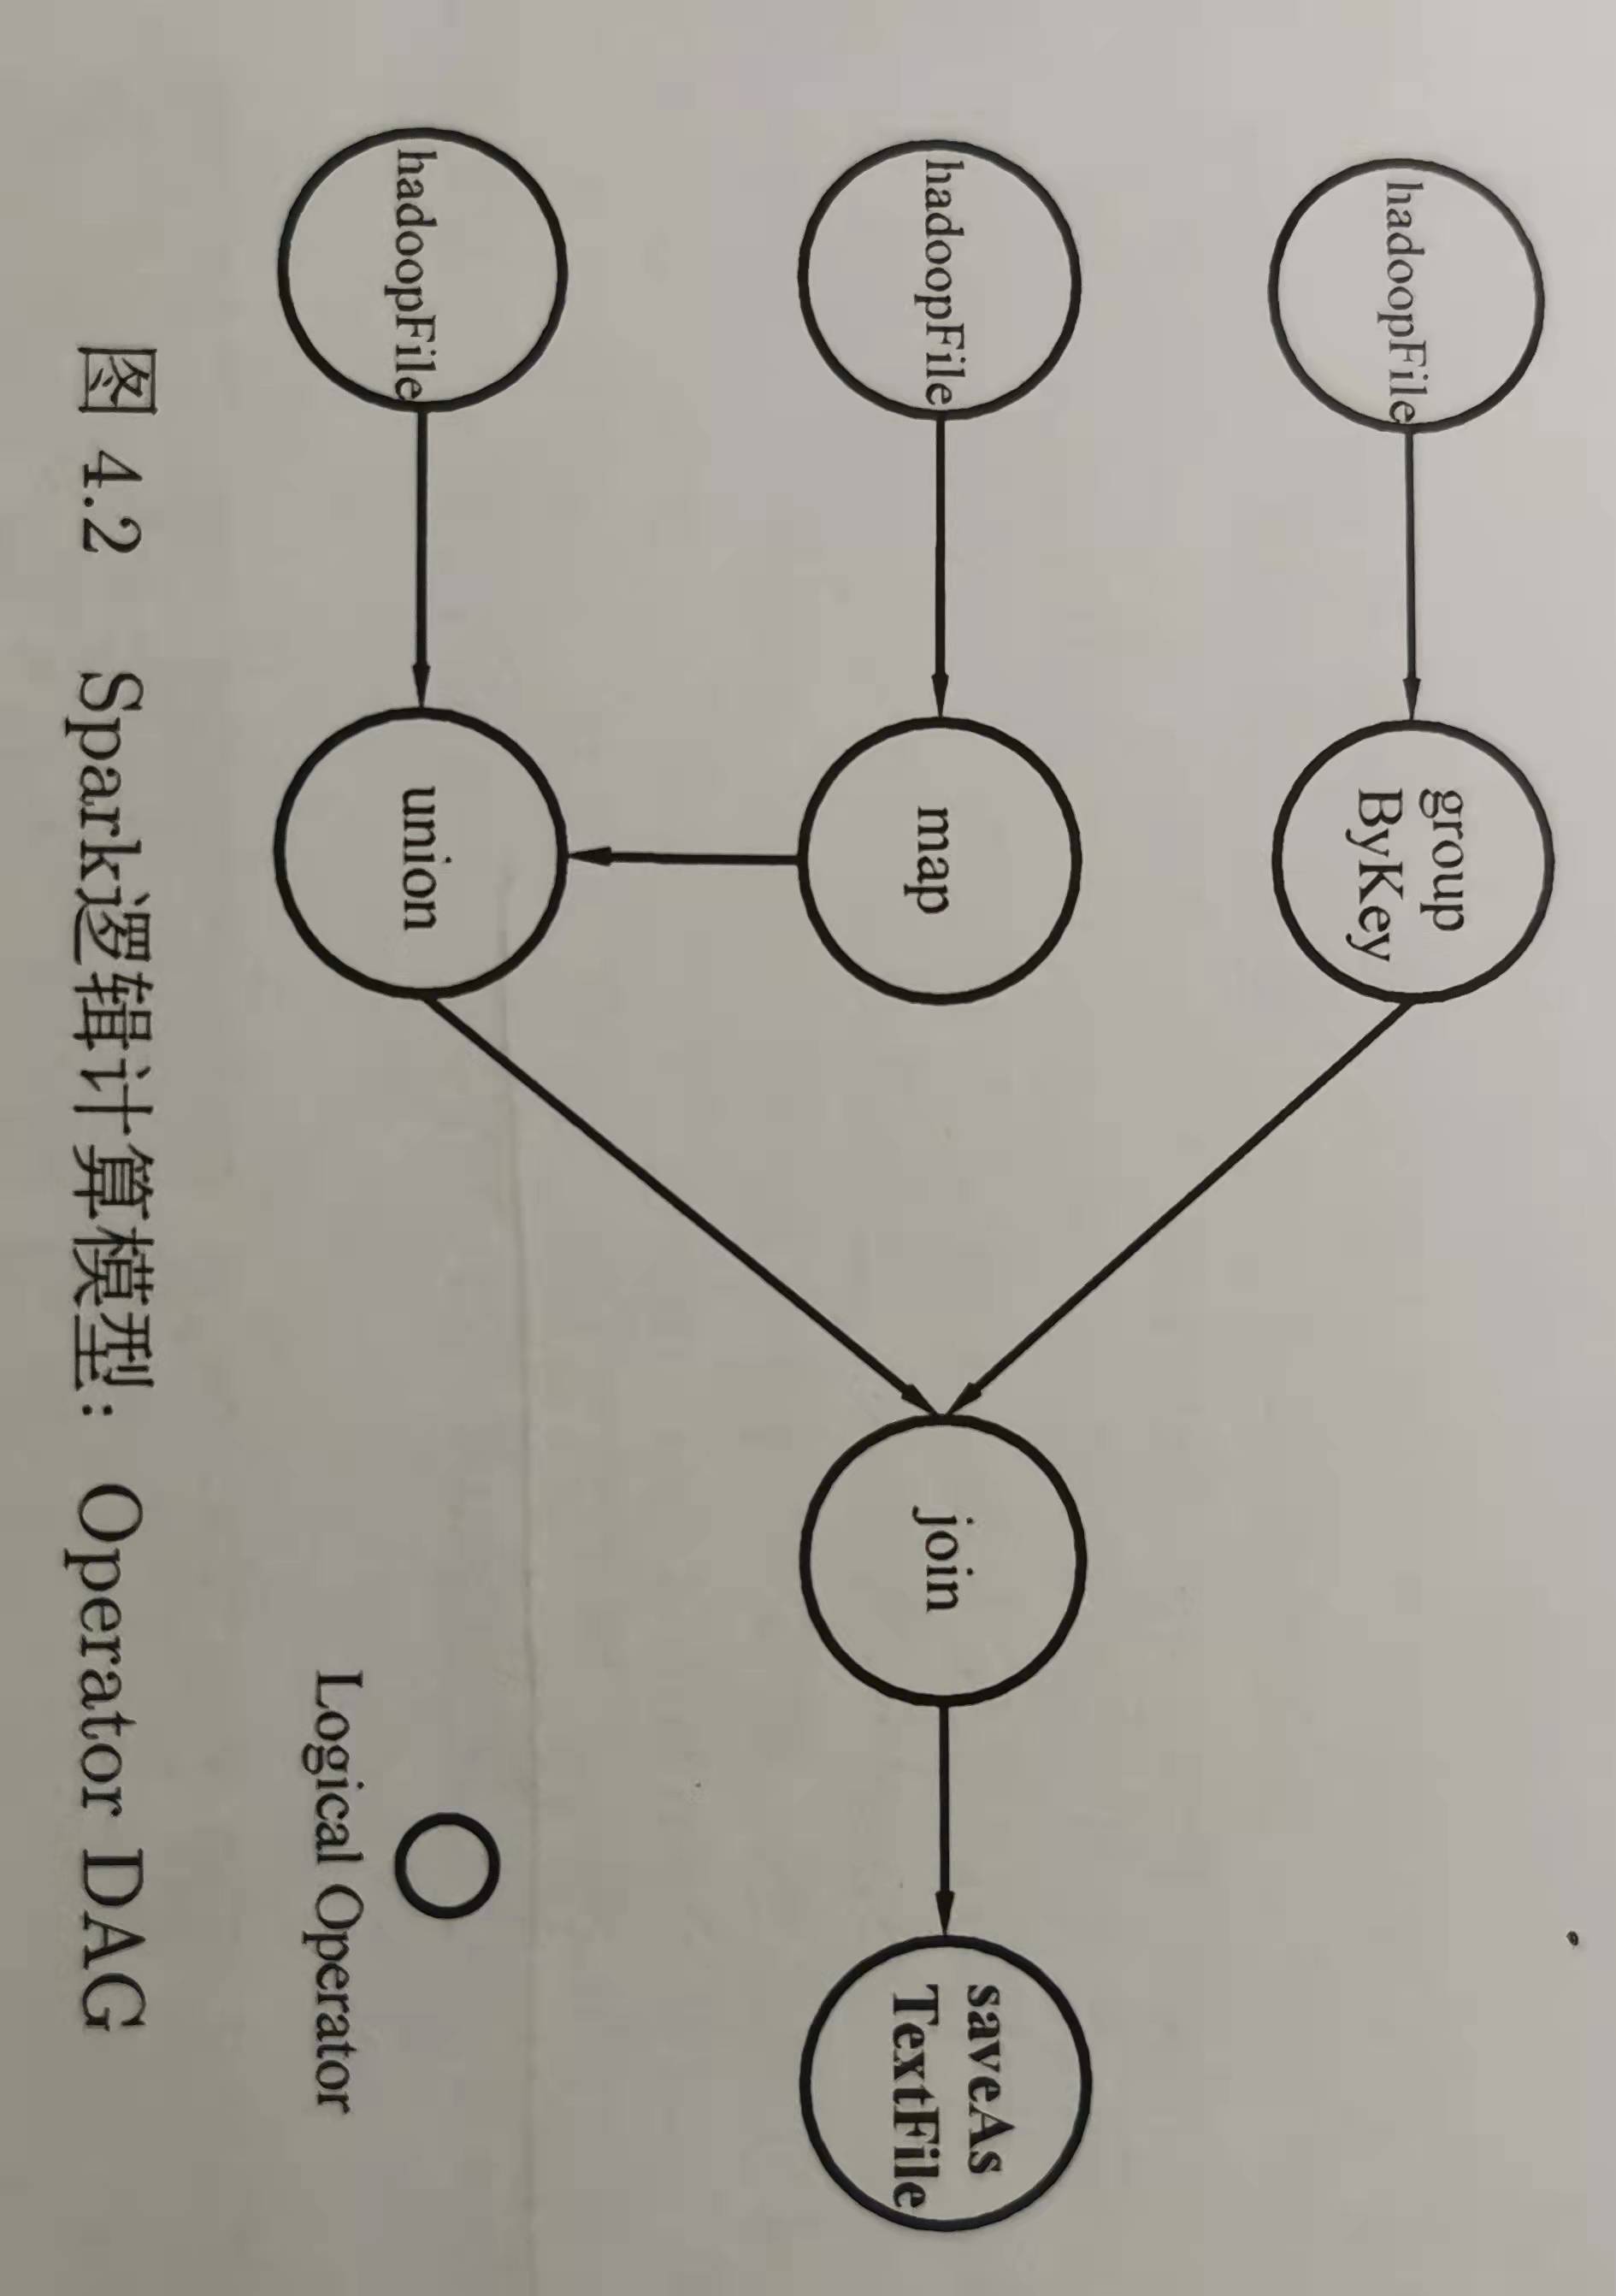 hadoopFile
group
ByKey
hadoopFile
map
join
saveAs
TextFile
hadoopFile
union
Logical Operator
图 4.2 Spark逻辑计算模型：Operator DAG